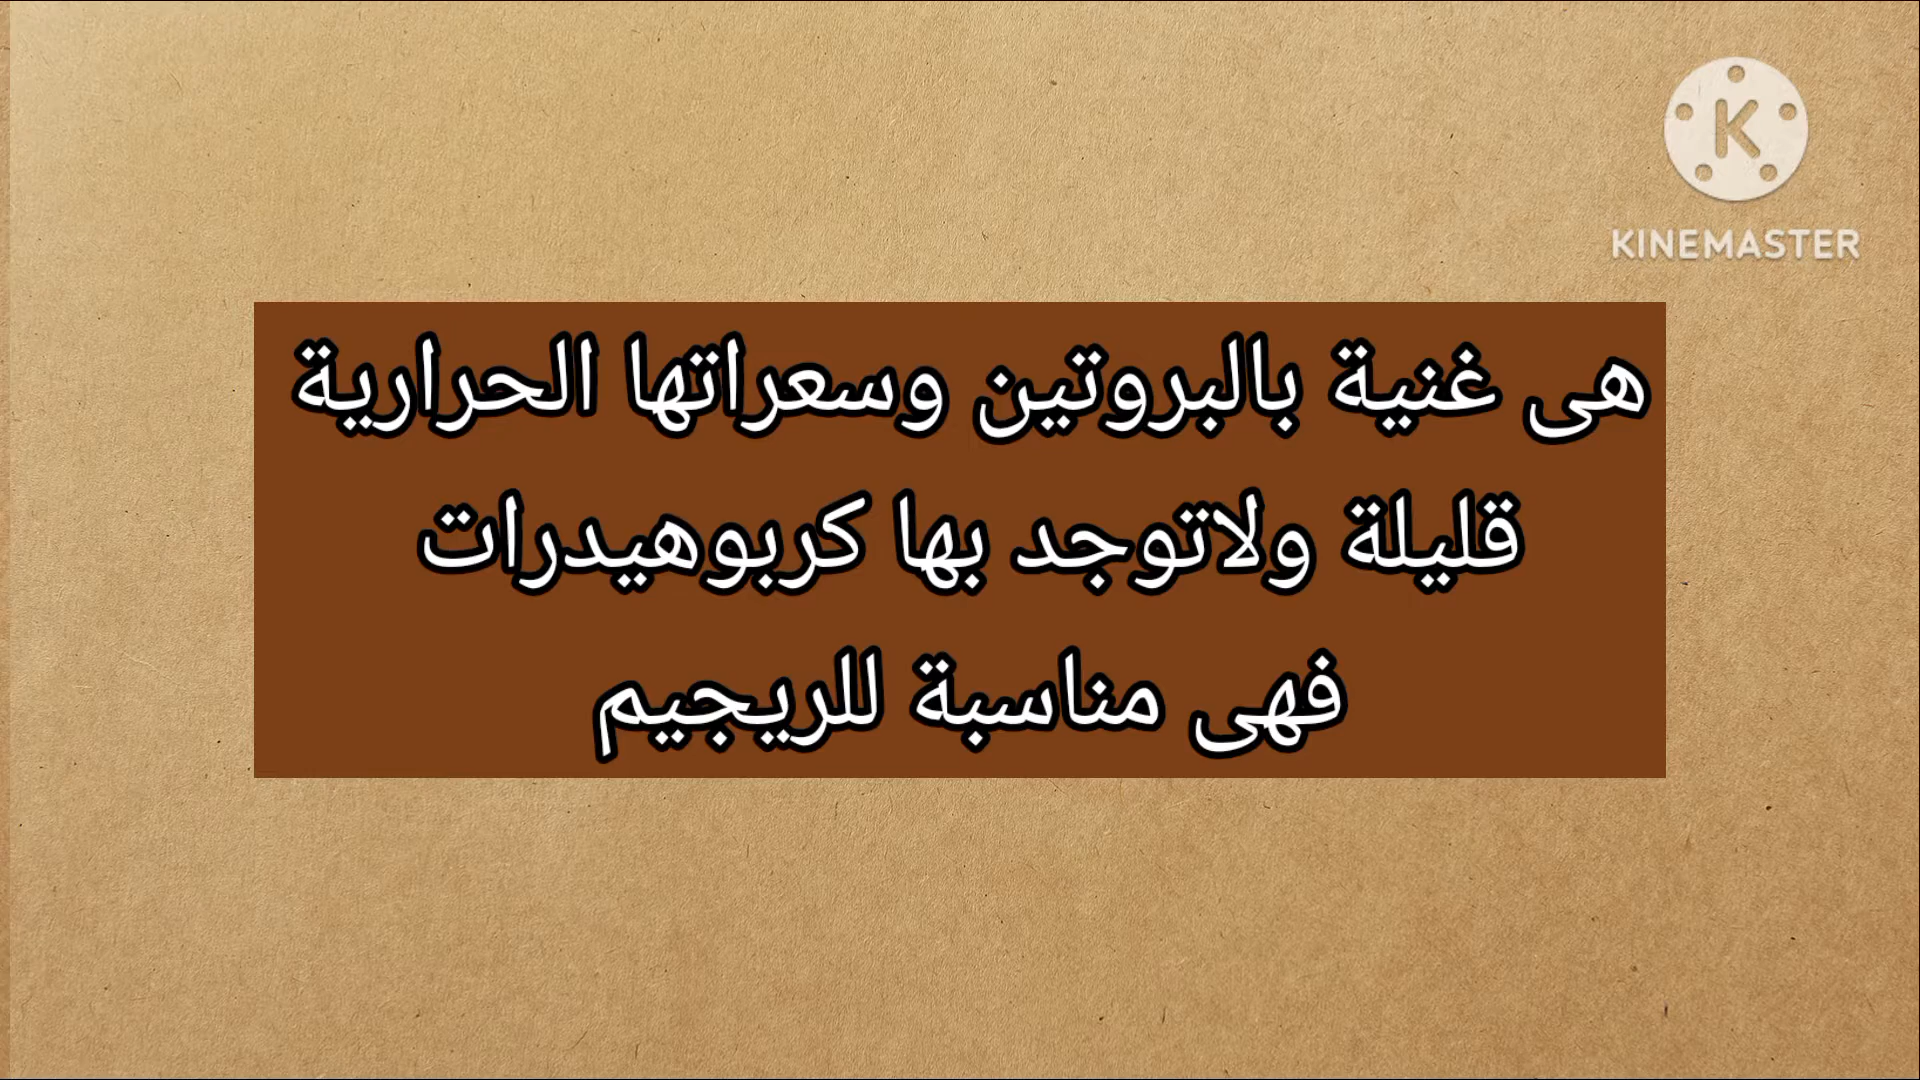 KINEMASTER
هى غنية بالبروتين وسعراتها الحرارية
قليلة ولاتوجد بها كربوهيدرات
فهى مناسبة للريجيم